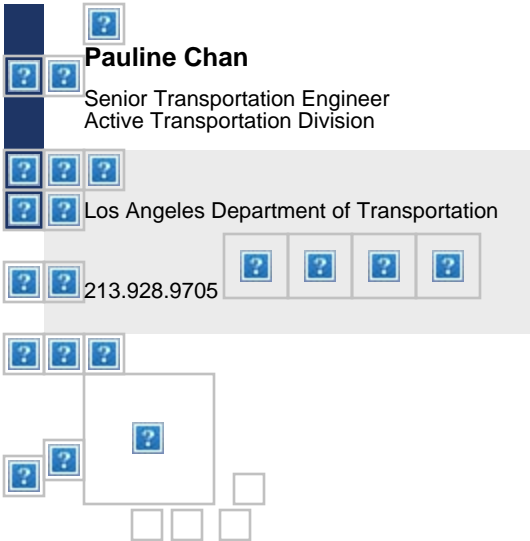 Pauline Chan
Senior Transportation Engineer
Active Transportation Division
Los Angeles Department of Transportation
213.928.9705